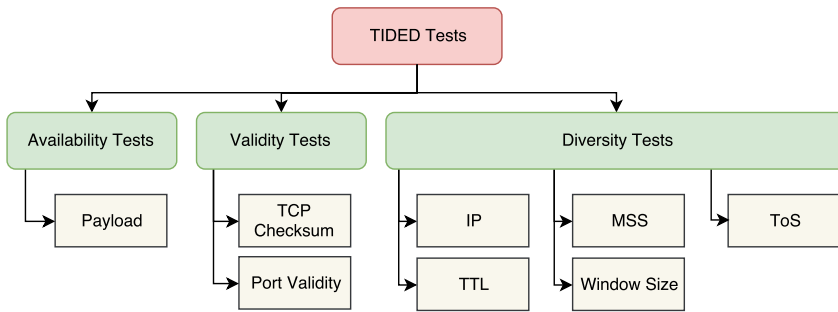 TIDED Tests
Availability Tests
Validity Tests
Diversity Tests
Payload
TCP
Checksum
IP
MSS
ToS
Port Validity
TTL
Window Size